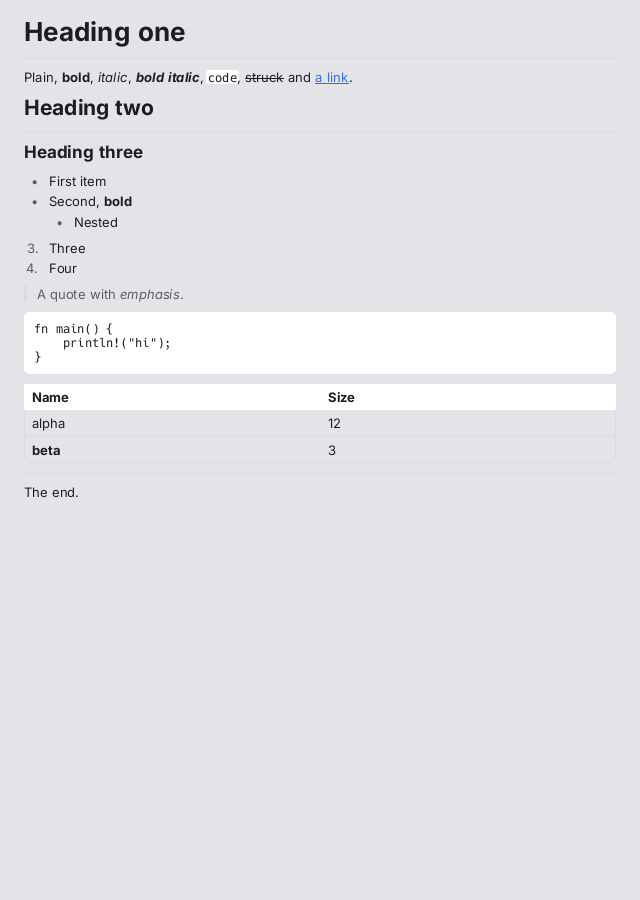 Heading one
Plain, bold, italic, bold italic, code, struck and a link.
Heading two
Heading three
• First item
• Second, bold
• Nested
3. Three
4. Four
A quote with emphasis.
fn main() {
    println!("hi");
}
Name Size
alpha 12
beta 3
The end.